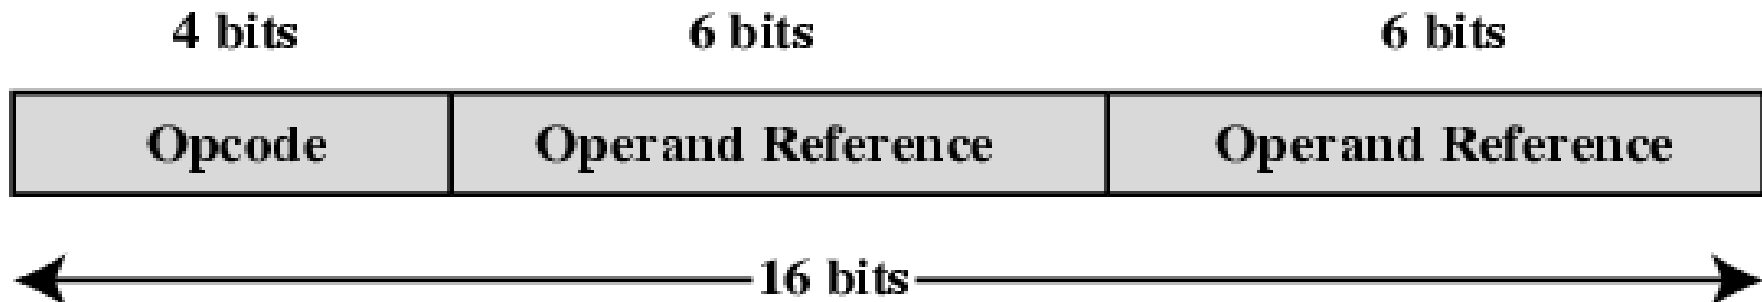 4 bits 6 bits 6 bits
Opcode Operand Reference Operand Reference
16 bits